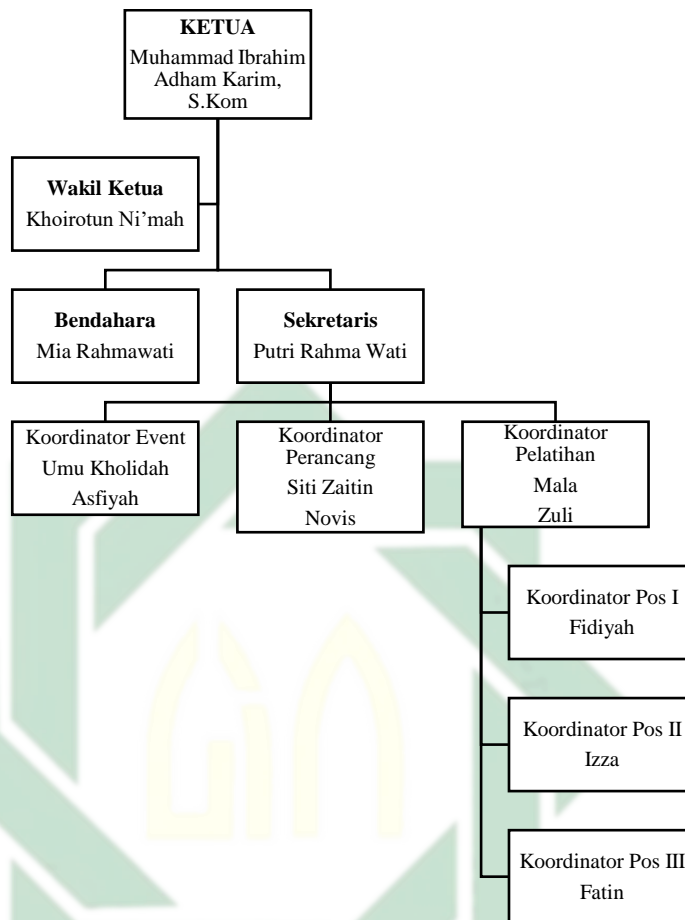 KETUA
Muhammad Ibrahim
Adham Karim,
S.Kom
Wakil Ketua
Khoirotun Ni’mah
Bendahara
Mia Rahmawati
Sekretaris
Putri Rahma Wati
Koordinator Event
Umu Kholidah
Asfiyah
Koordinator
Perancang
Siti Zaitin
Novis
Koordinator
Pelatihan
Mala
Zuli
Koordinator Pos I
Fidiyah
Koordinator Pos II
Izza
Koordinator Pos III
Fatin